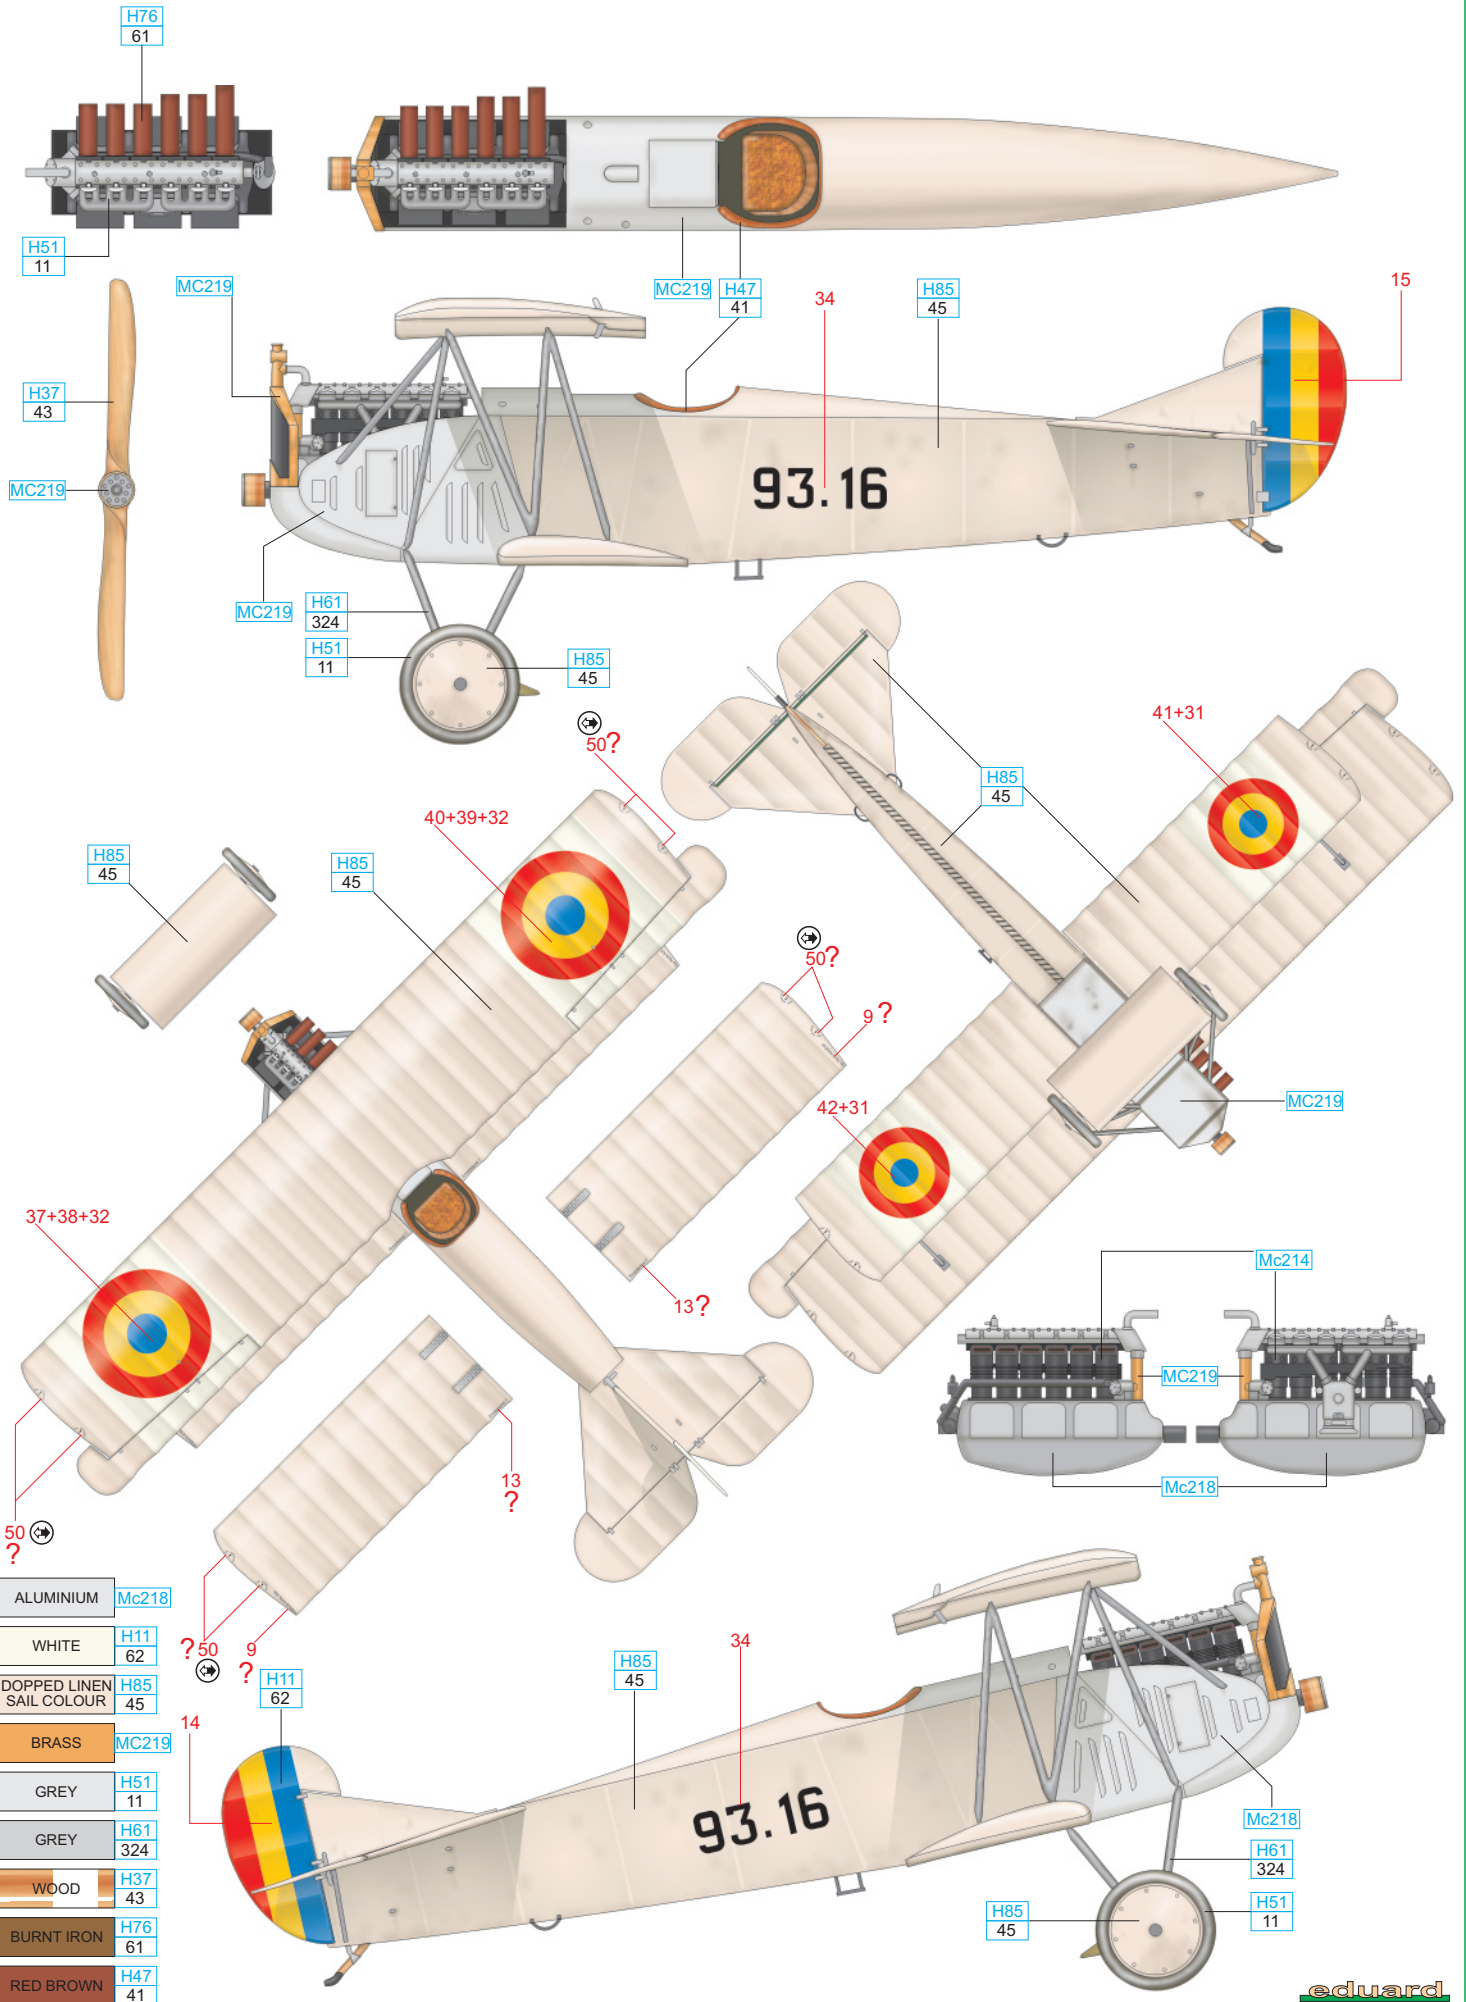 H76
61
H51
11
MC219
H47
41
34
H85
45
15
MC219
H37
43
MC219
93.16
MC219
H61
324
H51
11
H85
45
50?
41+31
H85
45
40+39+32
H85
45
H85
45
50?
9 ?
42+31
MC219
37+38+32
13?
Mc214
MC219
13
?
Mc218
50
?
ALUMINIUM Mc218
WHITE H11
62
DOPPED LINEN
SAIL COLOUR H85
45
BRASS MC219
GREY H51
11
GREY H61
324
WOOD H37
43
BURNT IRON H76
61
RED BROWN H47
41
? 50
9
?
H11
62
14
H85
45
34
93.16
Mc218
H61
324
H85
45
H51
11
eduard